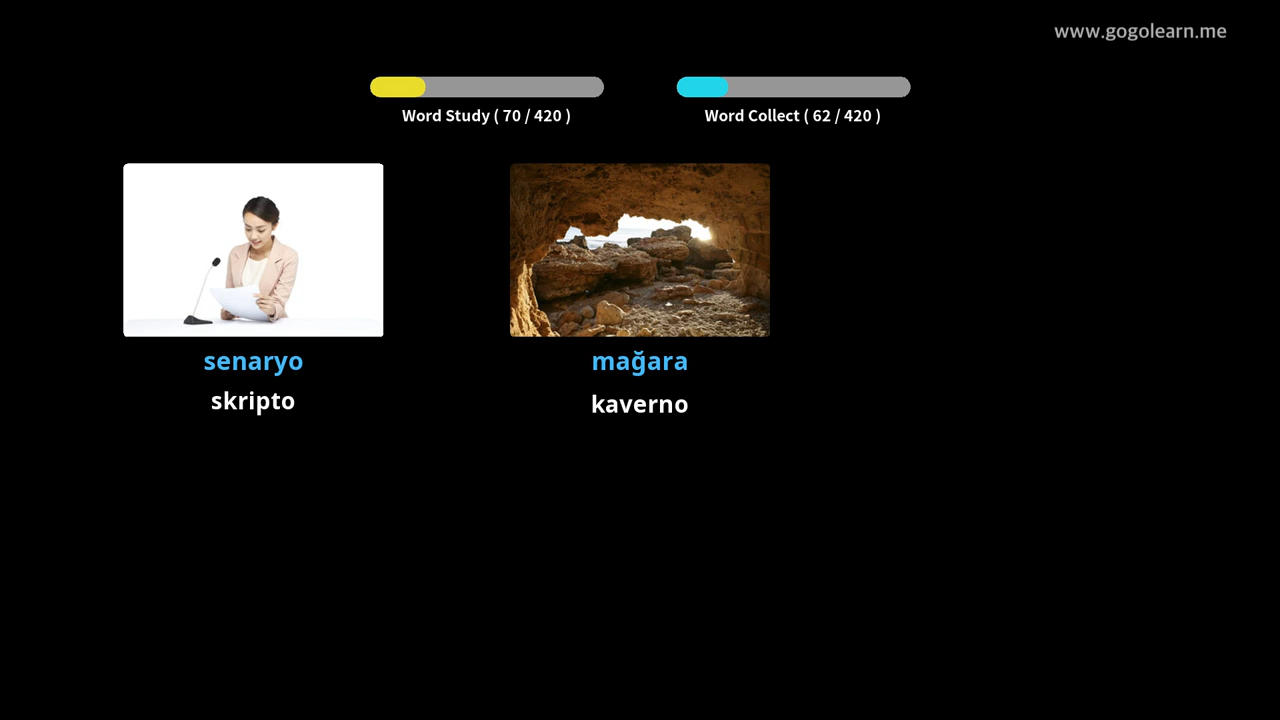 www.gogolearn.me
Word Study ( 70 / 420 )
Word Collect ( 62 / 420 )
senaryo
skripto
mağara
kaverno